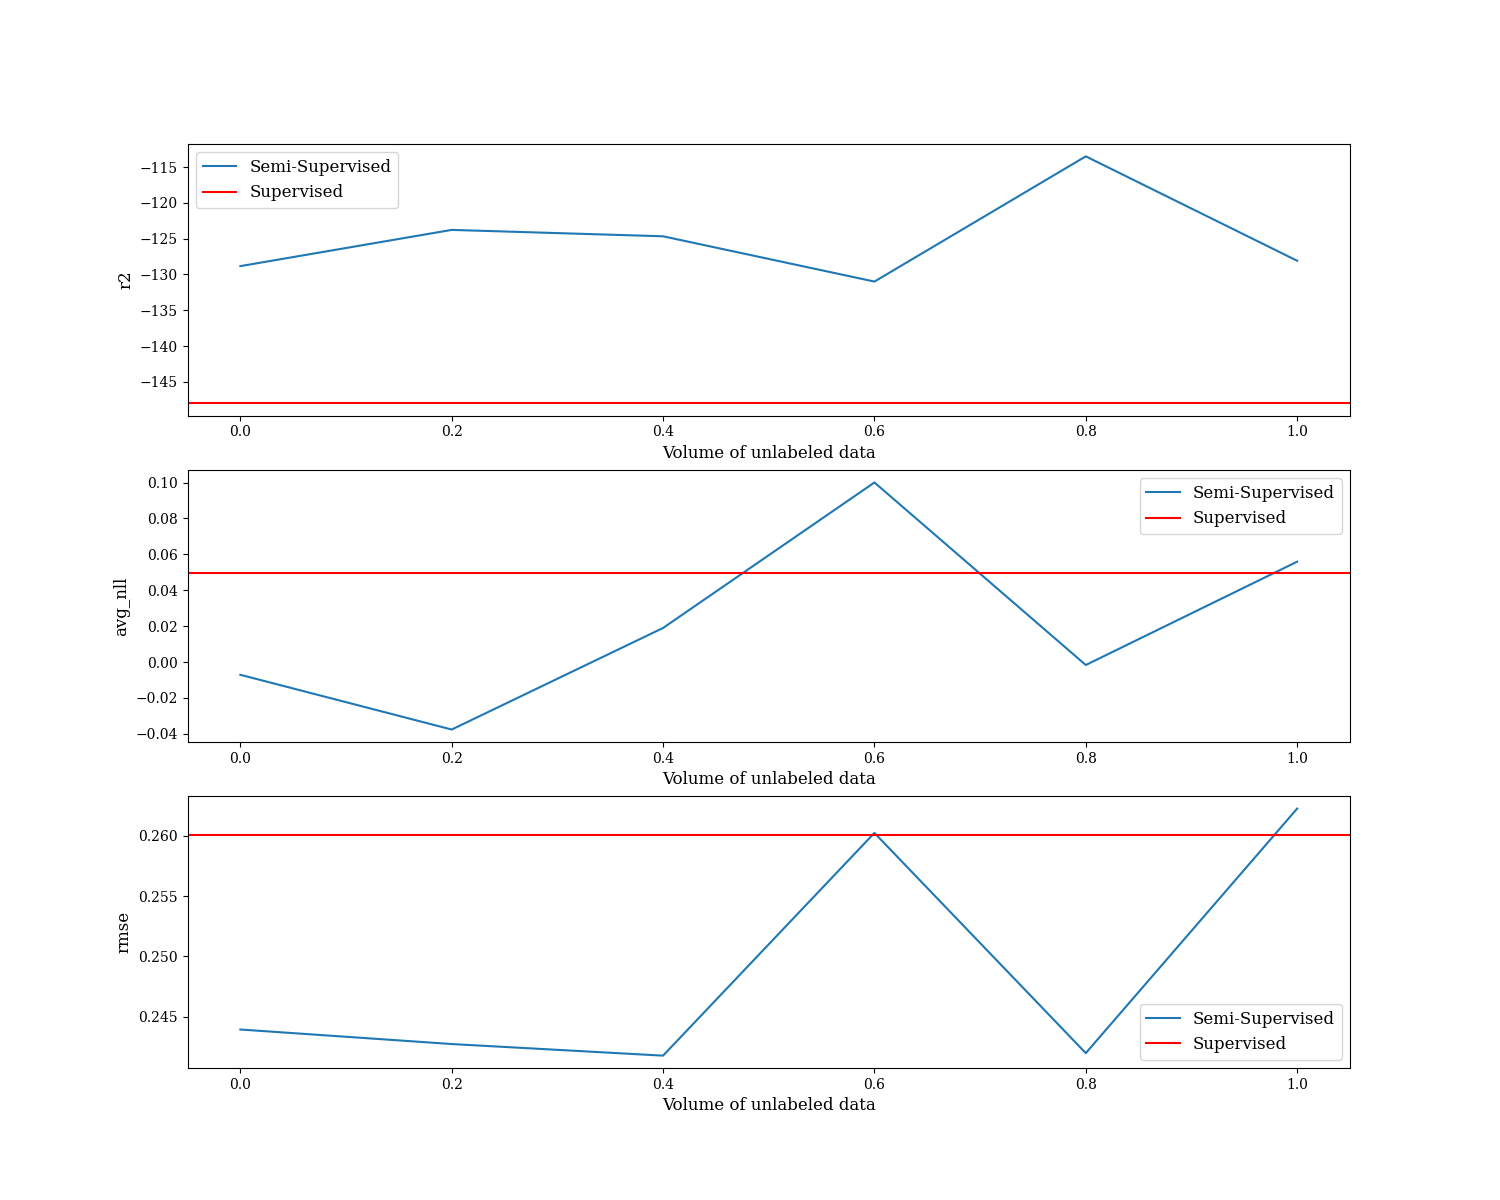 −115
−120
−125
−130
−135
−140
−145
r2
Semi-Supervised
Supervised
0.0 0.2 0.4 0.6 0.8 1.0
Volume of unlabeled data
0.10
0.08
0.06
0.04
0.02
0.00
−0.02
−0.04
avg_nll
Semi-Supervised
Supervised
0.0 0.2 0.4 0.6 0.8 1.0
Volume of unlabeled data
0.260
0.255
0.250
0.245
rmse
Semi-Supervised
Supervised
0.0 0.2 0.4 0.6 0.8 1.0
Volume of unlabeled data